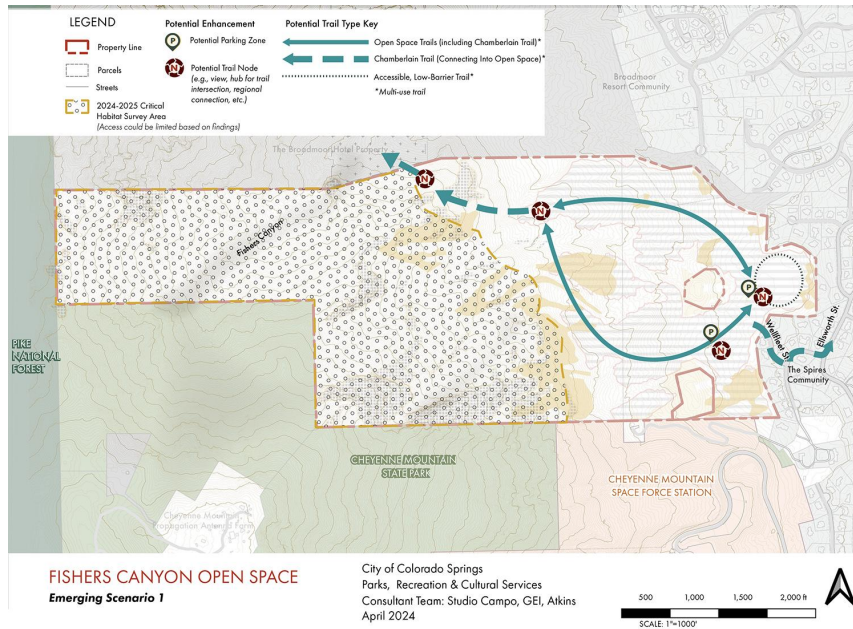 LEGEND
Property Line
Parcels
Streets
2024-2025 Critical
Habitat Survey Area
(Access could be limited based on findings)
Potential Enhancement
P
Potential Parking Zone
N
Potential Trail Node
(e.g., view, hub for trail
intersection, regional
connection, etc.)
Potential Trail Type Key
Open Space Trails (including Chamberlain Trail)*
Chamberlain Trail (Connecting Into Open Space)*
Accessible, Low-Barrier Trail*
*Multi-use trail
Broadmoor
Resort Community
The Broadmoor Hotel Property
N
N
Fishers Canyon
P
N
P
N
Wellfleet St.
Ellsworth St.
The Spires
Community
PIKE
NATIONAL
FOREST
CHEYENNE MOUNTAIN
STATE PARK
CHEYENNE MOUNTAIN
SPACE FORCE STATION
Cheyenne Mountain
Propagation Antenna Farm
FISHERS CANYON OPEN SPACE
Emerging Scenario 1
City of Colorado Springs
Parks, Recreation & Cultural Services
Consultant Team: Studio Campo, GEI, Atkins
April 2024
500 1,000 1,500 2,000 ft
SCALE: 1"=1000'